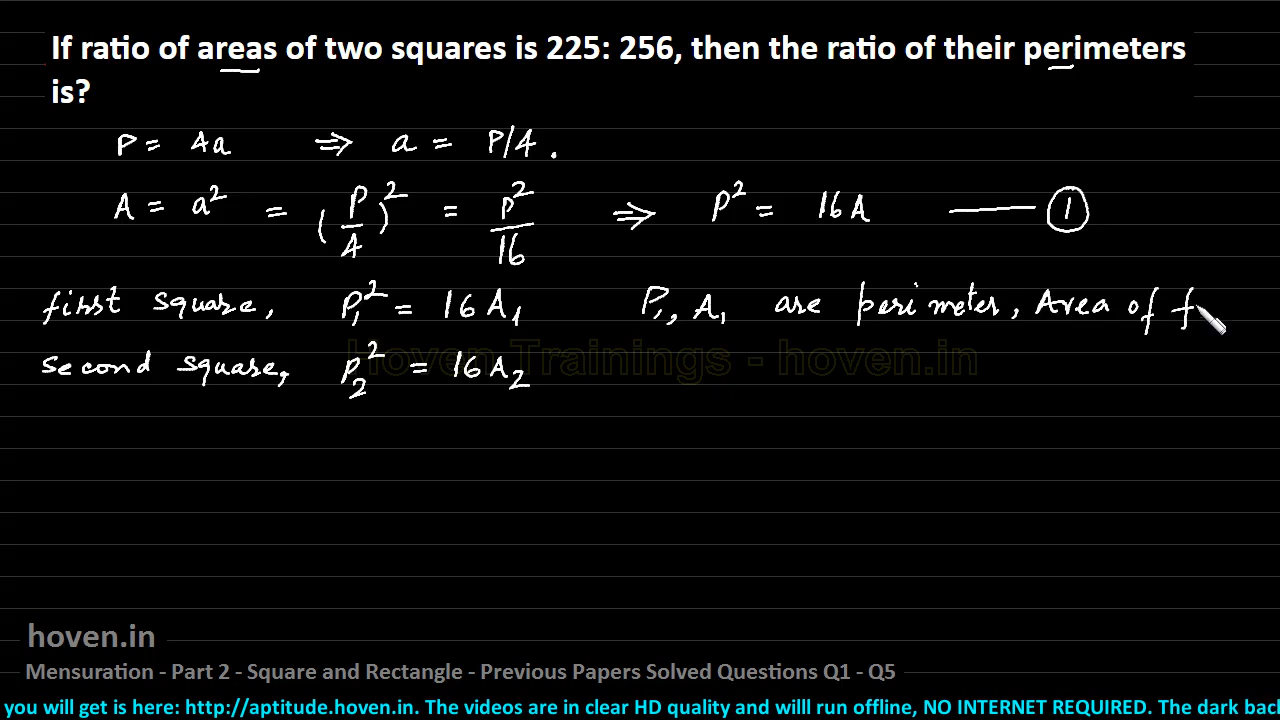 If ratio of areas of two squares is 225: 256, then the ratio of their perimeters
is?
P = 4a ⇒ a = P/4.
A = a² = (P/4)² = P²/16 ⇒ P² = 16A —— ①
first square, P₁² = 16A₁ P₁, A₁ are perimeter, Area of f
second square, P₂² = 16A₂
Hoven Trainings - hoven.in
hoven.in
Mensuration - Part 2 - Square and Rectangle - Previous Papers Solved Questions Q1 - Q5
you will get is here: http://aptitude.hoven.in. The videos are in clear HD quality and willl run offline, NO INTERNET REQUIRED. The dark bac